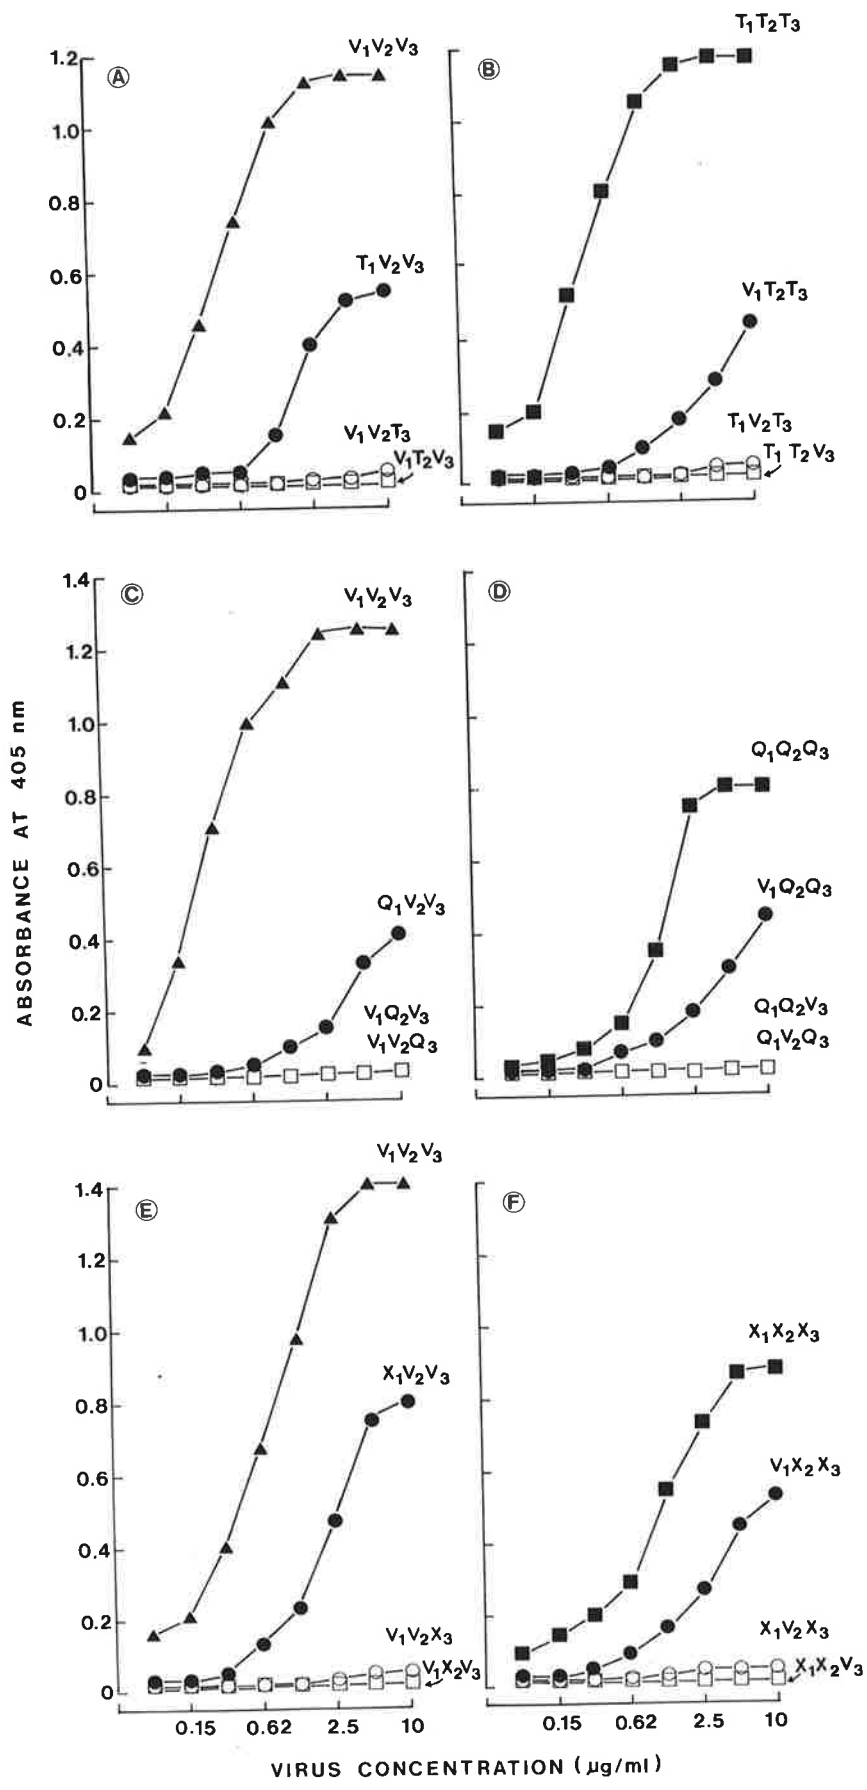 V₁V₂V₃
T₁T₂T₃
1.2
A
B
1.0
0.8
T₁V₂V₃
V₁T₂T₃
0.6
0.4
V₁V₂T₃
T₁V₂T₃
0.2
V₁T₂V₃
T₁T₂V₃
0
1.4
C
V₁V₂V₃
D
1.2
1.0
Q₁Q₂Q₃
0.8
0.6
Q₁V₂V₃
V₁Q₂Q₃
0.4
V₁Q₂V₃
Q₁Q₂V₃
0.2
V₁V₂Q₃
Q₁V₂Q₃
0
ABSORBANCE AT 405 nm
V₁V₂V₃
1.4
E
F
1.2
1.0
X₁V₂V₃
X₁X₂X₃
0.8
0.6
V₁X₂X₃
0.4
0.2
V₁V₂X₃
X₁V₂X₃
V₁X₂V₃
X₁X₂V₃
0
0.15 0.62 2.5 10
0.15 0.62 2.5 10
VIRUS CONCENTRATION (μg/ml)